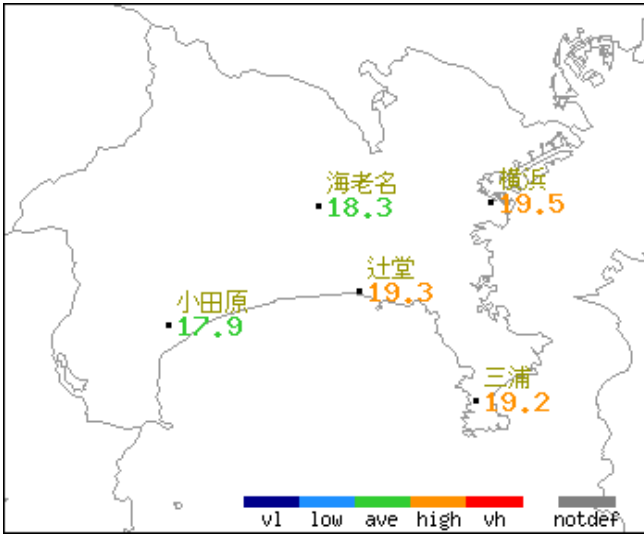 海老名
18.3
横浜
19.5
辻堂
19.3
小田原
17.9
三浦
19.2
vl low ave high vh notdef